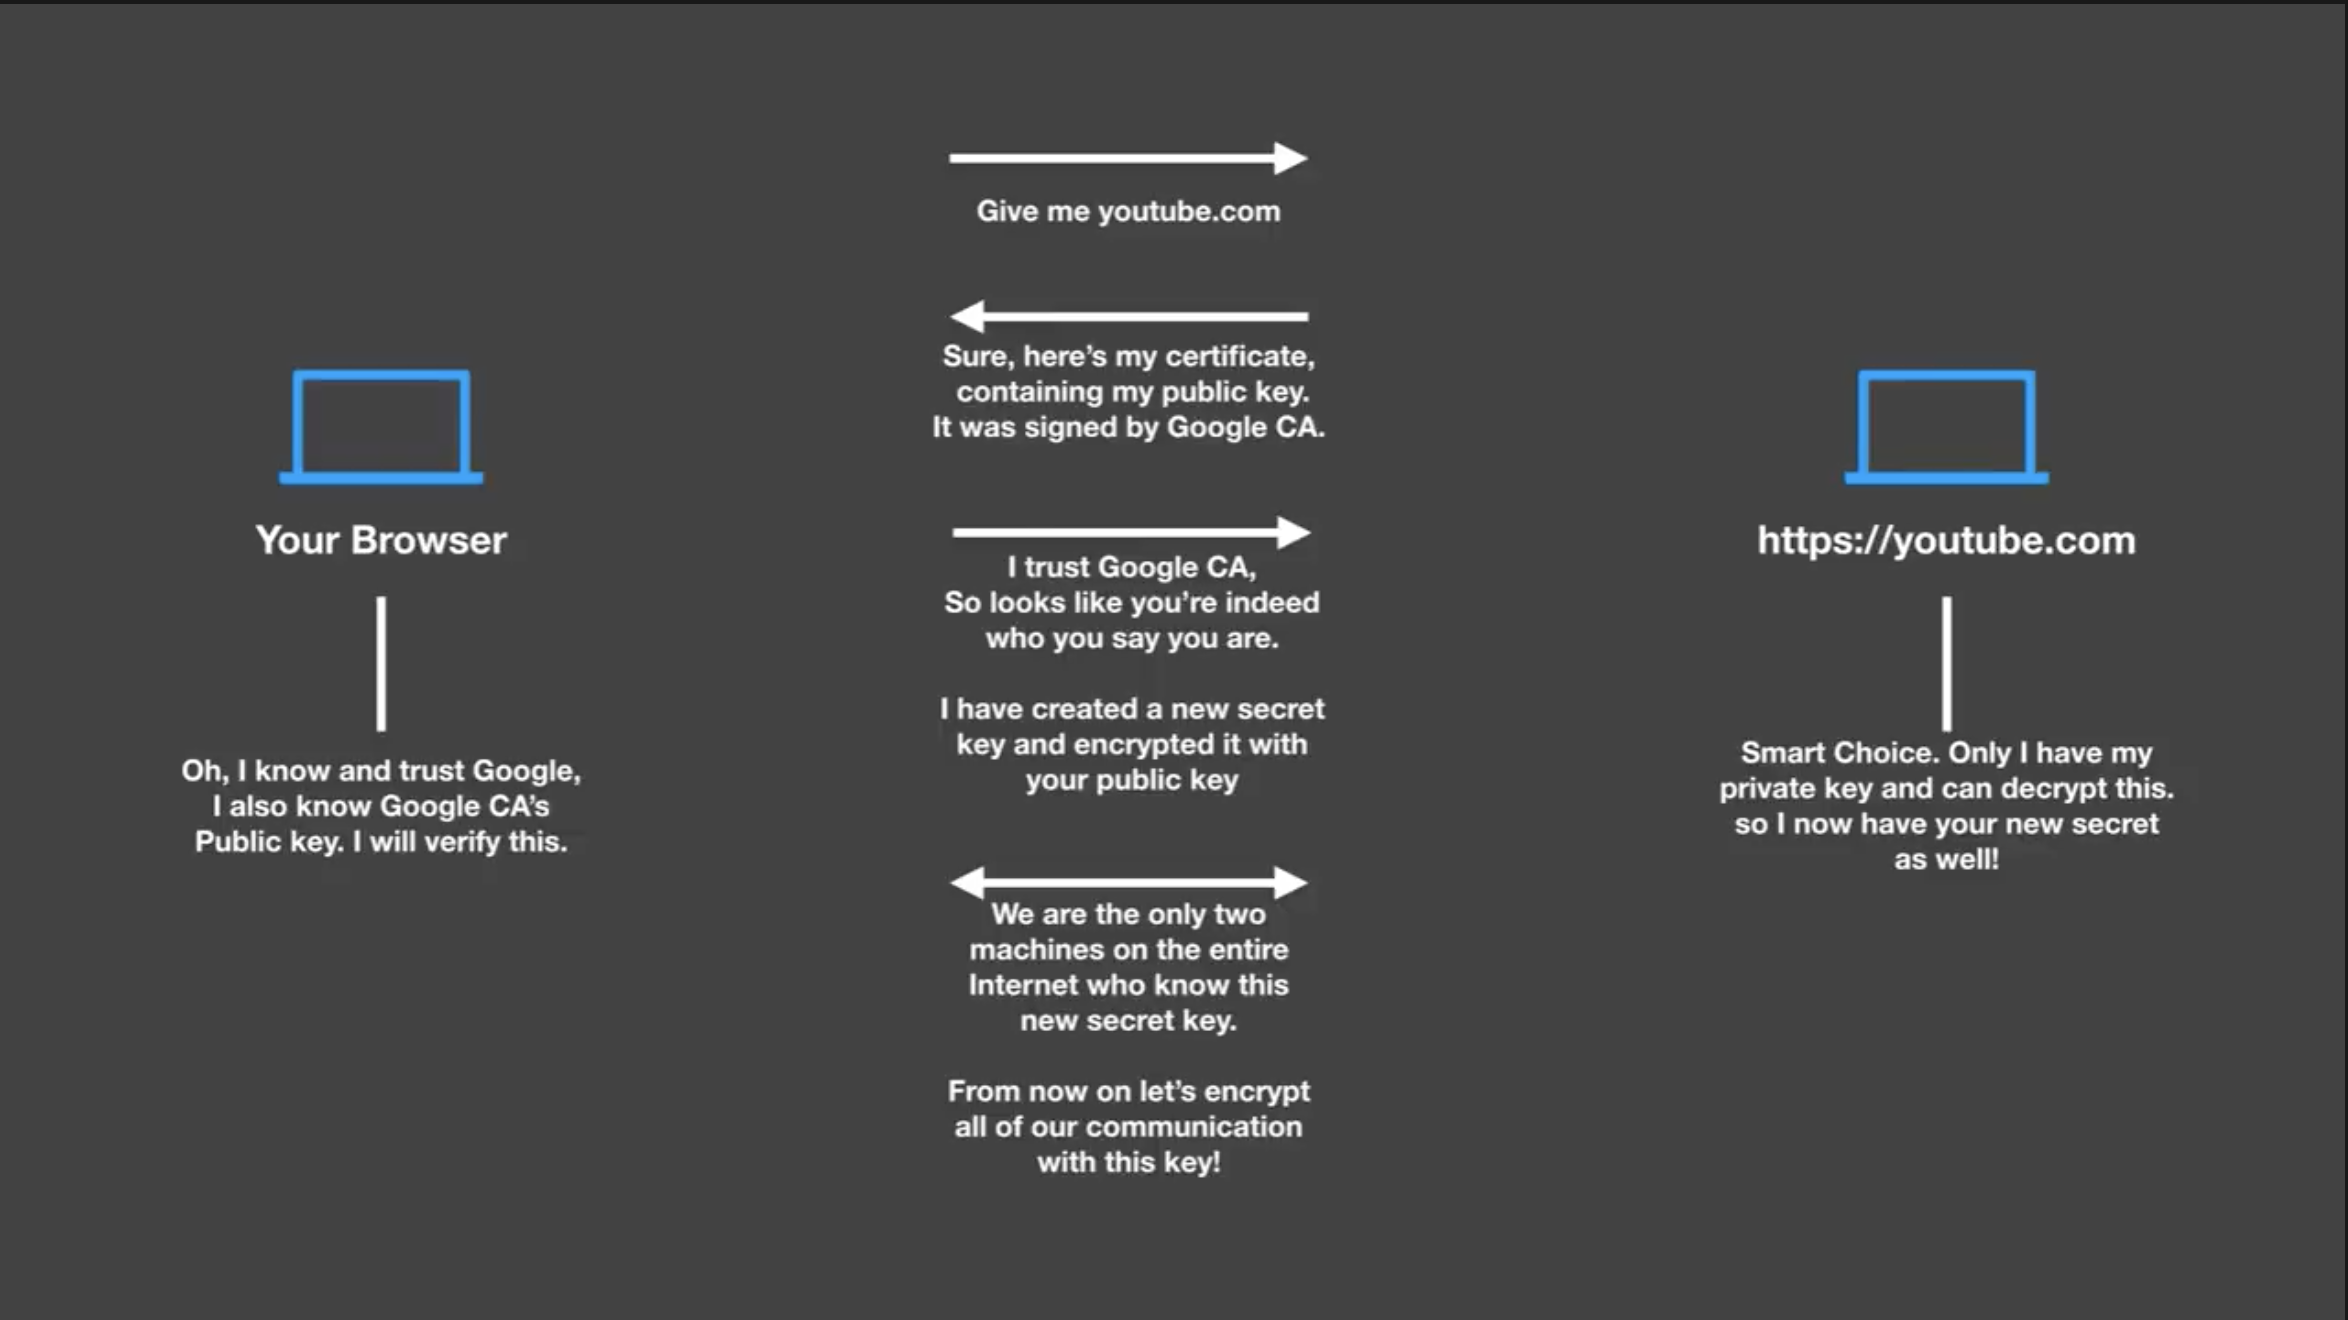 Give me youtube.com
Sure, here's my certificate,
containing my public key.
It was signed by Google CA.
Your Browser
https://youtube.com
I trust Google CA,
So looks like you're indeed
who you say you are.
I have created a new secret
key and encrypted it with
your public key
Oh, I know and trust Google,
I also know Google CA's
Public key. I will verify this.
Smart Choice. Only I have my
private key and can decrypt this.
so I now have your new secret
as well!
We are the only two
machines on the entire
Internet who know this
new secret key.
From now on let's encrypt
all of our communication
with this key!